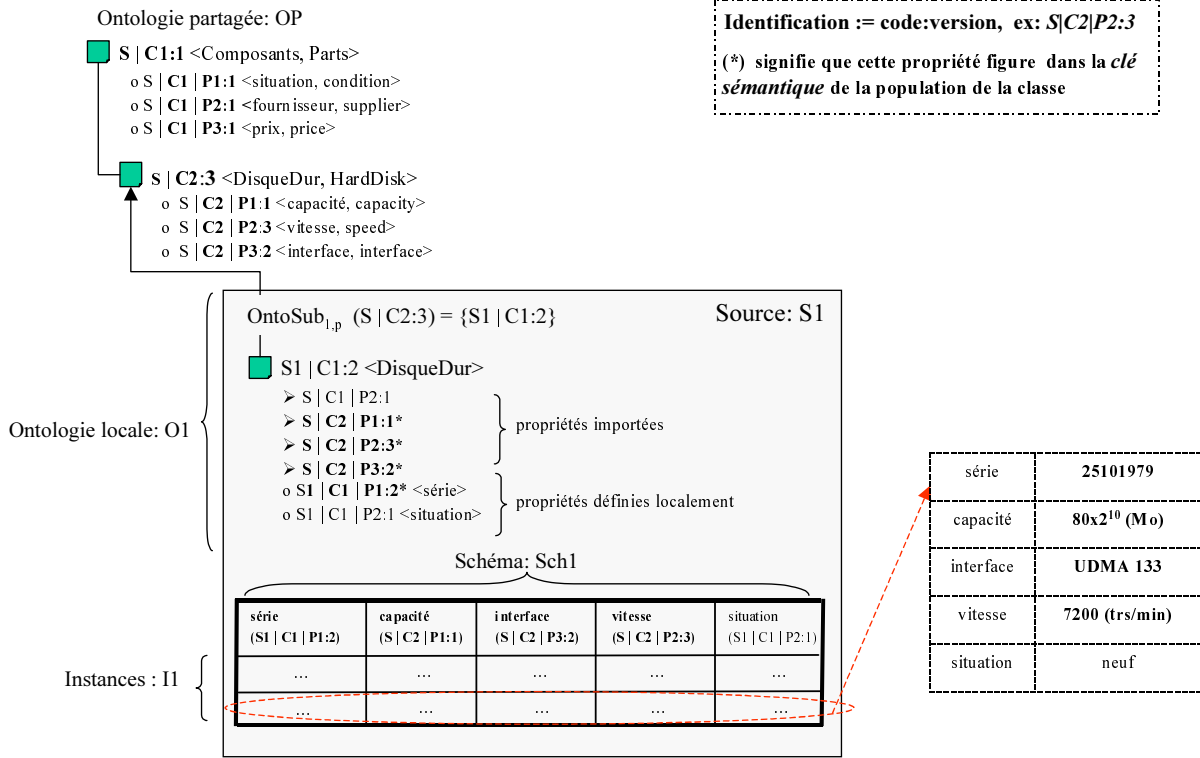 Ontologie partagée: OP
S | C1:1 <Composants, Parts>
o S | C1 | P1:1 <situation, condition>
o S | C1 | P2:1 <fournisseur, supplier>
o S | C1 | P3:1 <prix, price>
Identification := code:version, ex: S|C2|P2:3
(*) signifie que cette propriété figure dans la clé
sémantique de la population de la classe
S | C2:3 <DisqueDur, HardDisk>
o S | C2 | P1:1 <capacité, capacity>
o S | C2 | P2:3 <vitesse, speed>
o S | C2 | P3:2 <interface, interface>
OntoSub1,p (S | C2:3) = {S1 | C1:2}
Source: S1
S1 | C1:2 <DisqueDur>
➢ S | C1 | P2:1
➢ S | C2 | P1:1*
➢ S | C2 | P2:3*
➢ S | C2 | P3:2*
propriétés importées
o S1 | C1 | P1:2* <série>
o S1 | C1 | P2:1 <situation>
propriétés définies localement
Ontologie locale: O1
Schéma: Sch1
série capacité interface vitesse situation
(S1 | C1 | P1:2) (S | C2 | P1:1) (S | C2 | P3:2) (S | C2 | P2:3) (S1 | C1 | P2:1)
... ... ... ... ...
... ... ... ... ...
Instances : I1
série 25101979
capacité 80x2¹⁰ (Mo)
interface UDMA 133
vitesse 7200 (trs/min)
situation neuf